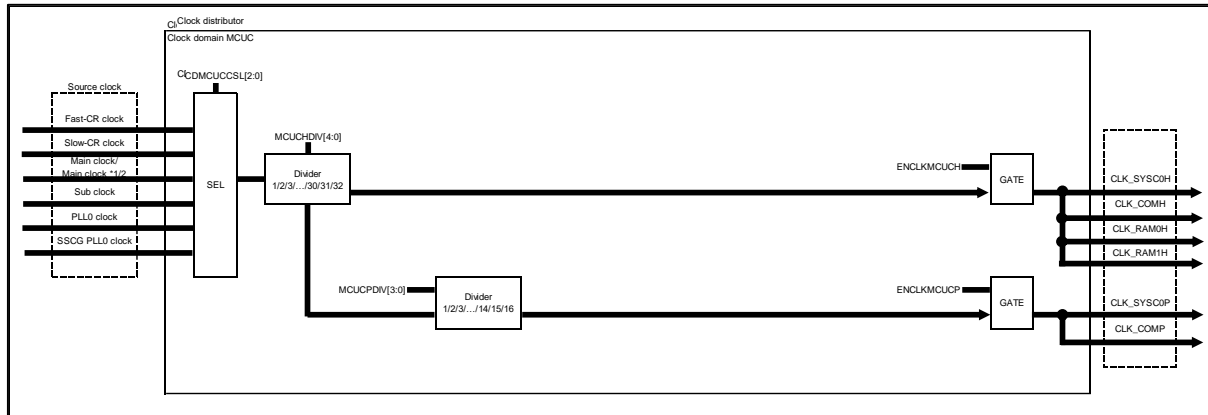 Clock distributor
Clock domain MCUC
CDMCUCCSL[2:0]
Source clock
Fast-CR clock
Slow-CR clock
Main clock/
Main clock *1/2
Sub clock
PLL0 clock
SSCG PLL0 clock
SEL
MCUCHDIV[4:0]
Divider
1/2/3/.../30/31/32
MCUCPDIV[3:0]
Divider
1/2/3/.../14/15/16
ENCLKMCUCH
GATE
ENCLKMCUCP
GATE
CLK_SYSC0H
CLK_COMH
CLK_RAM0H
CLK_RAM1H
CLK_SYSC0P
CLK_COMP